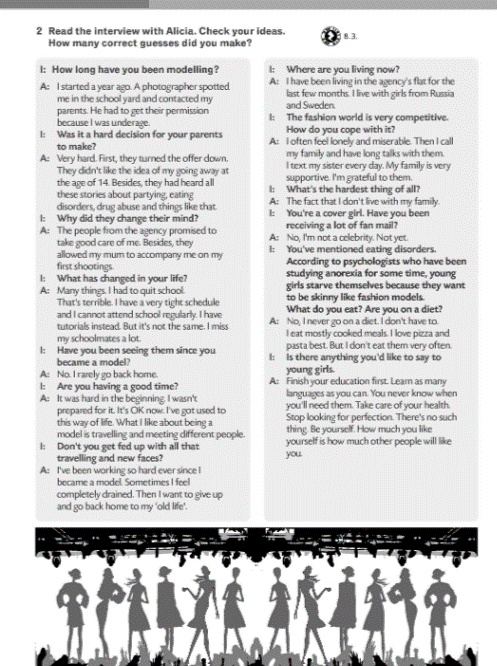 2 Read the interview with Alicia. Check your ideas.
How many correct guesses did you make?
8.3.
I: How long have you been modelling?
A: I started a year ago. A photographer spotted
me in the school yard and contacted my
parents. He had to get their permission
because I was underage.
I: Was it a hard decision for your parents
to make?
A: Very hard. First, they turned the offer down.
They didn't like the idea of my going away at
the age of 14. Besides, they had heard all
these stories about partying, eating
disorders, drug abuse and things like that.
I: Why did they change their mind?
A: The people from the agency promised to
take good care of me. Besides, they
allowed my mum to accompany me on my
first shootings.
I: What has changed in your life?
A: Many things. I had to quit school.
That's terrible. I have a very tight schedule
and I cannot attend school regularly. I have
tutorials instead. But it's not the same. I miss
my schoolmates a lot.
I: Have you been seeing them since you
became a model?
A: No. I rarely go back home.
I: Are you having a good time?
A: It was hard in the beginning. I wasn't
prepared for it. It's OK now. I've got used to
this way of life. What I like about being a
model is travelling and meeting different people.
I: Don't you get fed up with all that
travelling and new faces?
A: I've been working so hard ever since I
became a model. Sometimes I feel
completely drained. Then I want to give up
and go back home to my 'old life'.
I: Where are you living now?
A: I have been living in the agency's flat for the
last few months. I live with girls from Russia
and Sweden.
I: The fashion world is very competitive.
How do you cope with it?
A: I often feel lonely and miserable. Then I call
my family and have long talks with them.
I text my sister every day. My family is very
supportive. I'm grateful to them.
I: What's the hardest thing of all?
A: The fact that I don't live with my family.
I: You're a cover girl. Have you been
receiving a lot of fan mail?
A: No, I'm not a celebrity. Not yet.
I: You've mentioned eating disorders.
According to psychologists who have been
studying anorexia for some time, young
girls starve themselves because they want
to be skinny like fashion models.
What do you eat? Are you on a diet?
A: No, I never go on a diet. I don't have to.
I eat mostly cooked meals. I love pizza and
pasta best. But I don't eat them very often.
I: Is there anything you'd like to say to
young girls.
A: Finish your education first. Learn as many
languages as you can. You never know when
you'll need them. Take care of your health.
Stop looking for perfection. There's no such
thing. Be yourself. How much you like
yourself is how much other people will like
you.